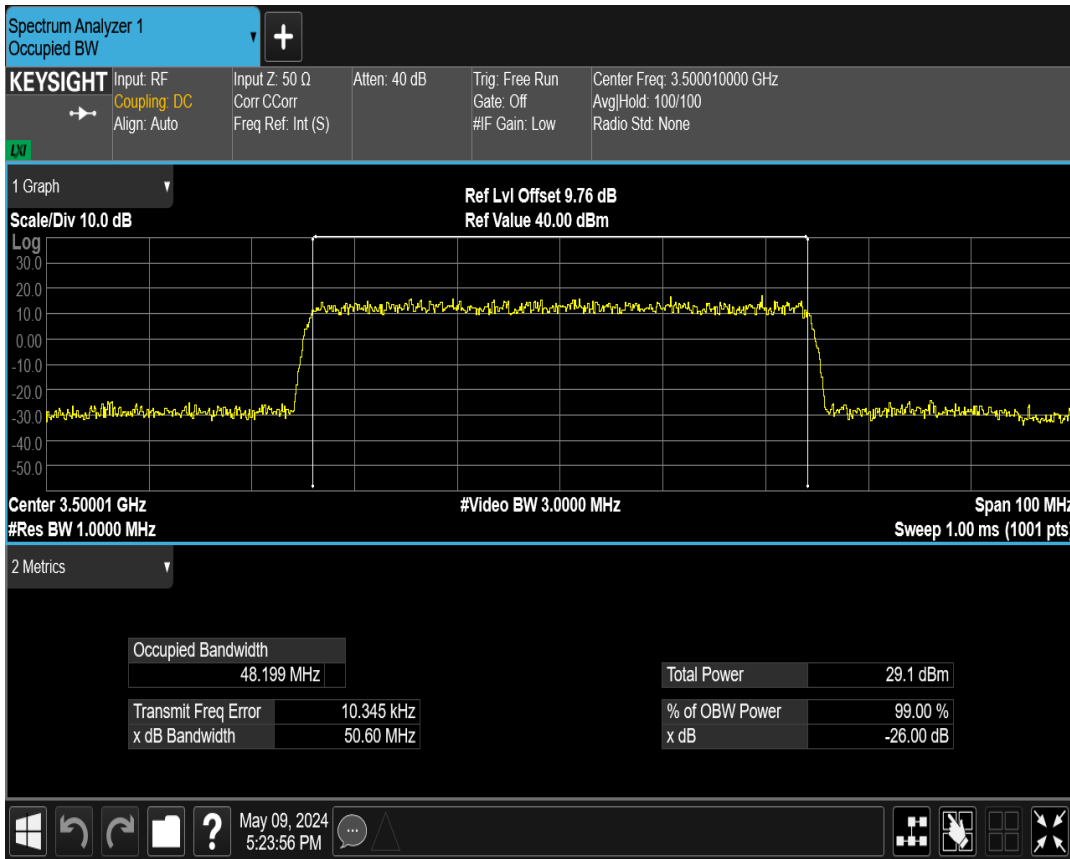 Spectrum Analyzer 1
Occupied BW
+
KEYSIGHT
LXI
Input: RF
Coupling: DC
Align: Auto
Input Z: 50 Ω
Corr CCorr
Freq Ref: Int (S)
Atten: 40 dB
Trig: Free Run
Gate: Off
#IF Gain: Low
Center Freq: 3.500010000 GHz
Avg|Hold: 100/100
Radio Std: None
1 Graph
Scale/Div 10.0 dB
Ref Lvl Offset 9.76 dB
Ref Value 40.00 dBm
Log
30.0
20.0
10.0
0.00
-10.0
-20.0
-30.0
-40.0
-50.0
Center 3.50001 GHz
#Video BW 3.0000 MHz
Span 100 MHz
#Res BW 1.0000 MHz
Sweep 1.00 ms (1001 pts)
2 Metrics
Occupied Bandwidth
48.199 MHz
Transmit Freq Error 10.345 kHz
x dB Bandwidth 50.60 MHz
Total Power 29.1 dBm
% of OBW Power 99.00 %
x dB -26.00 dB
?
May 09, 2024
5:23:56 PM